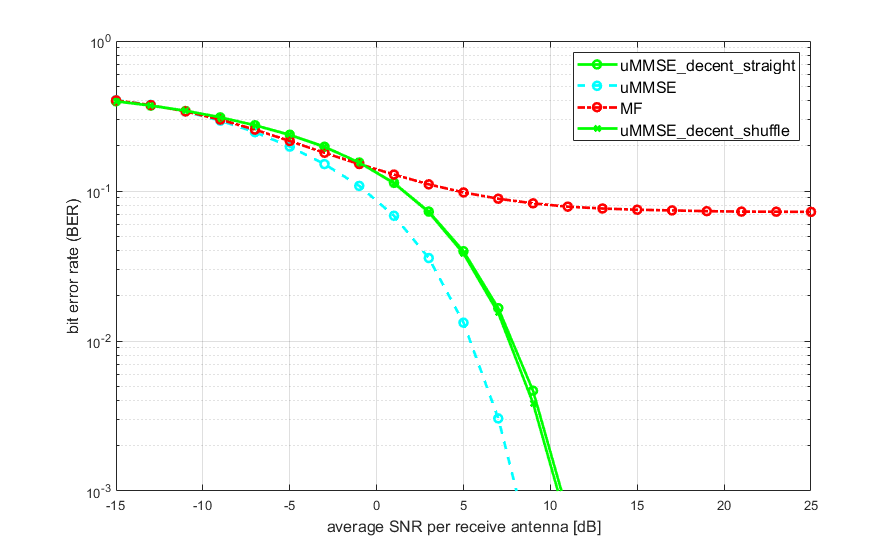 10^0
10^-1
10^-2
10^-3
bit error rate (BER)
uMMSE_decent_straight
uMMSE
MF
uMMSE_decent_shuffle
-15 -10 -5 0 5 10 15 20 25
average SNR per receive antenna [dB]